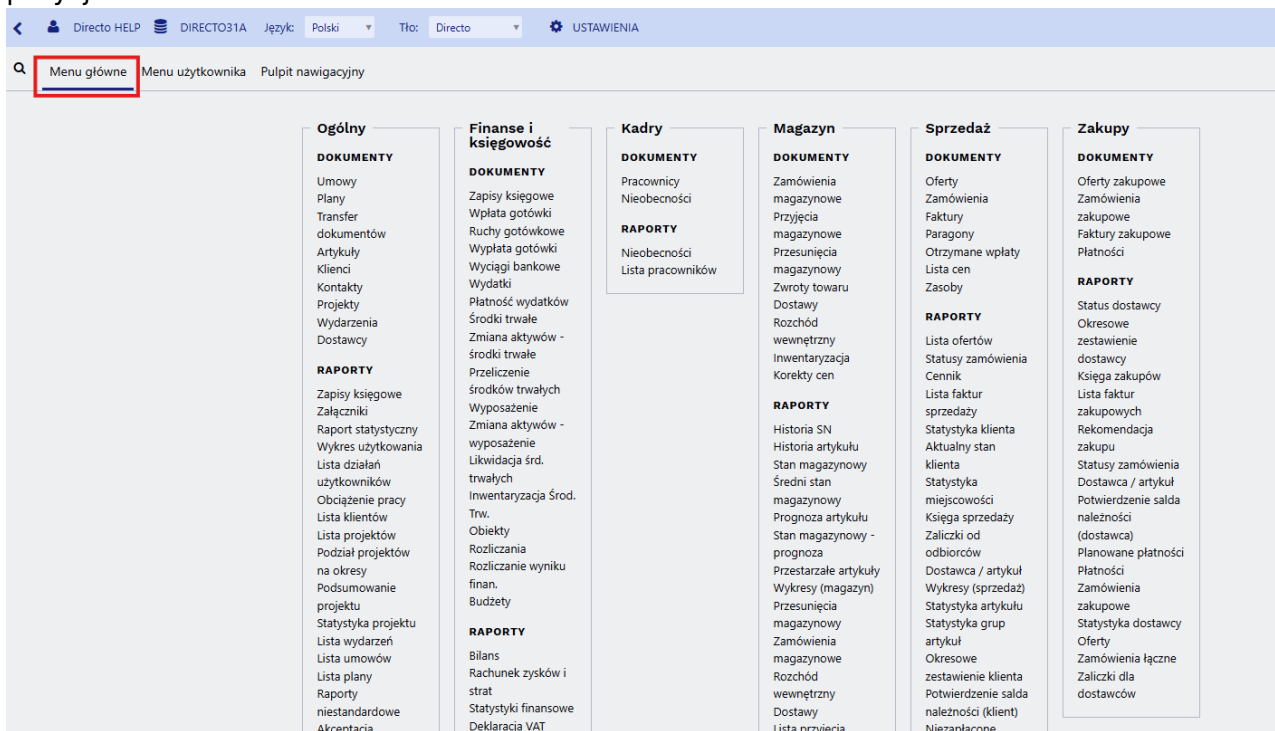 Directo HELP DIRECTO31A Język: Polski Tło: Directo USTAWIENIA
Menu główne Menu użytkownika Pulpit nawigacyjny
Ogólny
DOKUMENTY
Umowy
Plany
Transfer
dokumentów
Artykuły
Klienci
Kontakty
Projekty
Wydarzenia
Dostawcy
RAPORTY
Zapisy księgowe
Załączniki
Raport statystyczny
Wykres użytkowania
Lista działań
użytkowników
Obciążenie pracy
Lista klientów
Lista projektów
Podział projektów
na okresy
Podsumowanie
projektu
Statystyka projektu
Lista wydarzeń
Lista umowów
Lista plany
Raporty
niestandardowe
Akceptacja
Finanse i
księgowość
DOKUMENTY
Zapisy księgowe
Wpłata gotówki
Ruchy gotówkowe
Wypłata gotówki
Wyciągi bankowe
Wydatki
Płatność wydatków
Środki trwałe
Zmiana aktywów -
środki trwałe
Przeliczenie
środków trwałych
Wyposażenie
Zmiana aktywów -
wyposażenie
Likwidacja śrd.
trwałych
Inwentaryzacja Środ.
Trw.
Obiekty
Rozliczania
Rozliczanie wyniku
finan.
Budżety
RAPORTY
Bilans
Rachunek zysków i
strat
Statystyki finansowe
Deklaracja VAT
Kadry
DOKUMENTY
Pracownicy
Nieobecności
RAPORTY
Nieobecności
Lista pracowników
Magazyn
DOKUMENTY
Zamówienia
magazynowe
Przyjęcia
magazynowe
Przesunięcia
magazynowy
Zwroty towaru
Dostawy
Rozchód
wewnętrzny
Inwentaryzacja
Korekty cen
RAPORTY
Historia SN
Historia artykułu
Stan magazynowy
Średni stan
magazynowy
Prognoza artykułu
Stan magazynowy -
prognoza
Przestarzałe artykuły
Wykresy (magazyn)
Przesunięcia
magazynowy
Zamówienia
magazynowe
Rozchód
wewnętrzny
Dostawy
Lista przyjęcia
Sprzedaż
DOKUMENTY
Oferty
Zamówienia
Faktury
Paragony
Otrzymane wpłaty
Lista cen
Zasoby
RAPORTY
Lista ofertów
Statusy zamówienia
Cennik
Lista faktur
sprzedaży
Statystyka klienta
Aktualny stan
klienta
Statystyka
miejscowości
Księga sprzedaży
Zaliczki od
odbiorców
Dostawca / artykuł
Wykresy (sprzedaż)
Statystyka artykułu
Statystyka grup
artykuł
Okresowe
zestawienie klienta
Potwierdzenie salda
należności (klient)
Niezapłacone
Zakupy
DOKUMENTY
Oferty zakupowe
Zamówienia
zakupowe
Faktury zakupowe
Płatności
RAPORTY
Status dostawcy
Okresowe
zestawienie
dostawcy
Księga zakupów
Lista faktur
zakupowych
Rekomendacja
zakupu
Statusy zamówienia
Dostawca / artykuł
Potwierdzenie salda
należności
(dostawca)
Planowane płatności
Płatności
Zamówienia
zakupowe
Statystyka dostawcy
Oferty
Zamówienia łączne
Zaliczki dla
dostawców